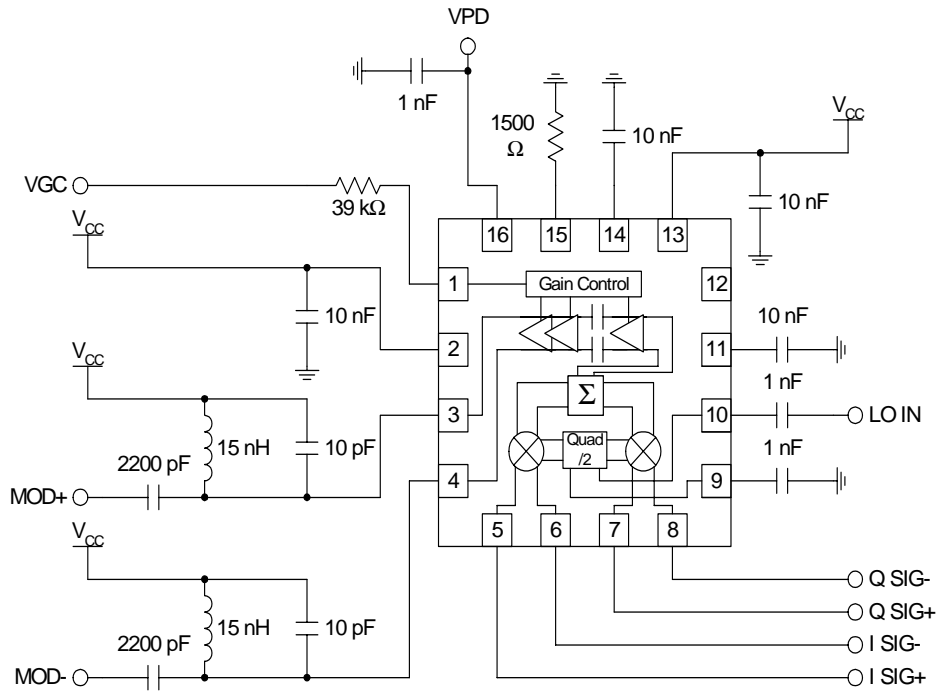 VPD
1 nF
1500
Ω
10 nF
VCC
10 nF
VGC
39 kΩ
VCC
10 nF
16
15
14
13
1
Gain Control
12
2
11
10 nF
VCC
3
Σ
10
1 nF
LO IN
15 nH
10 pF
2200 pF
Quad
/2
MOD+
4
9
1 nF
VCC
5
6
7
8
Q SIG-
15 nH
10 pF
Q SIG+
2200 pF
I SIG-
MOD-
I SIG+